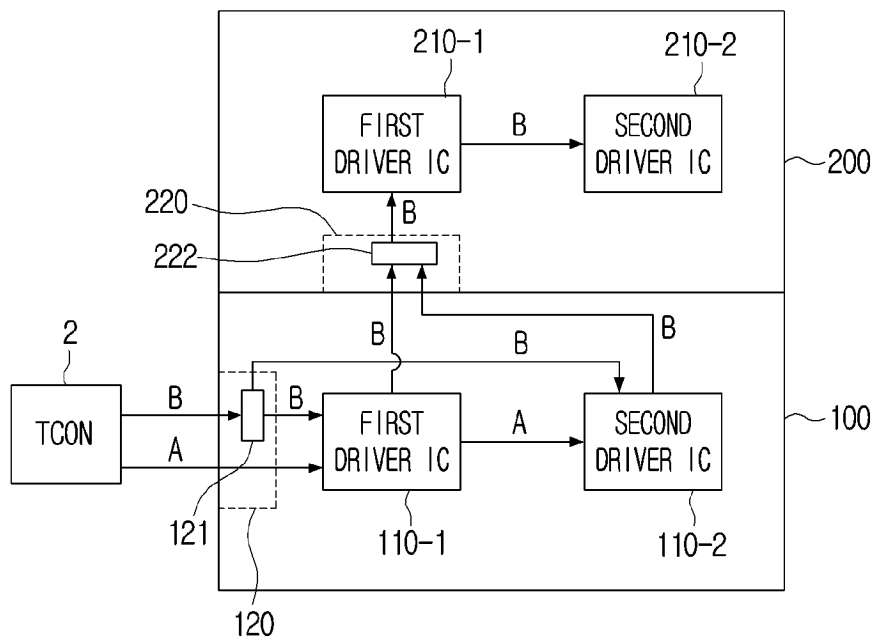 210-1
210-2
FIRST
DRIVER IC
B
SECOND
DRIVER IC
200
220
B
222
2
B
B
B
TCON
B
B
A
FIRST
DRIVER IC
A
SECOND
DRIVER IC
100
121
110-1
110-2
120